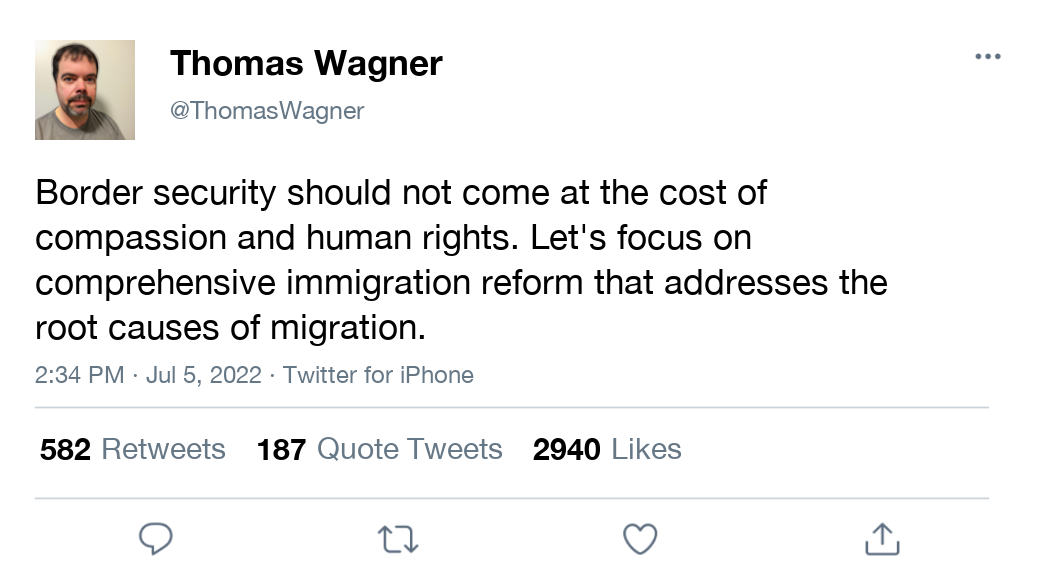 Thomas Wagner
@ThomasWagner
Border security should not come at the cost of
compassion and human rights. Let's focus on
comprehensive immigration reform that addresses the
root causes of migration.
2:34 PM · Jul 5, 2022 · Twitter for iPhone
582 Retweets 187 Quote Tweets 2940 Likes